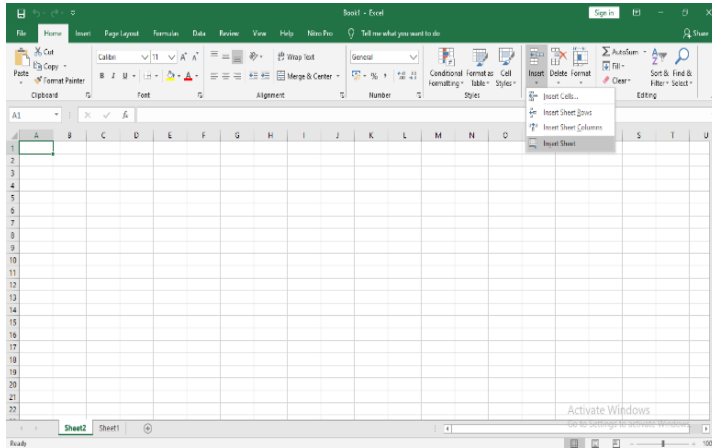 Book1 - Excel
Sign in
File Home Insert Page Layout Formulas Data Review View Help Nitro Pro Tell me what you want to do Share
Paste
Cut
Copy
Format Painter
Clipboard
Calibri 11 A A
B I U A
Font
Wrap Text
Merge & Center
Alignment
General
% ,
Number
Conditional Formatting
Format as Table
Cell Styles
Styles
Insert Delete Format
AutoSum
Fill
Clear
Sort & Filter
Find & Select
Editing
Insert Cells...
Insert Sheet Rows
Insert Sheet Columns
Insert Sheet
A1 fx
A B C D E F G H I J K L M N O S T U
1
2
3
4
5
6
7
8
9
10
11
12
13
14
15
16
17
18
19
20
21
22
Activate Windows
Go to Settings to activate Windows.
Sheet2 Sheet1
Ready
100